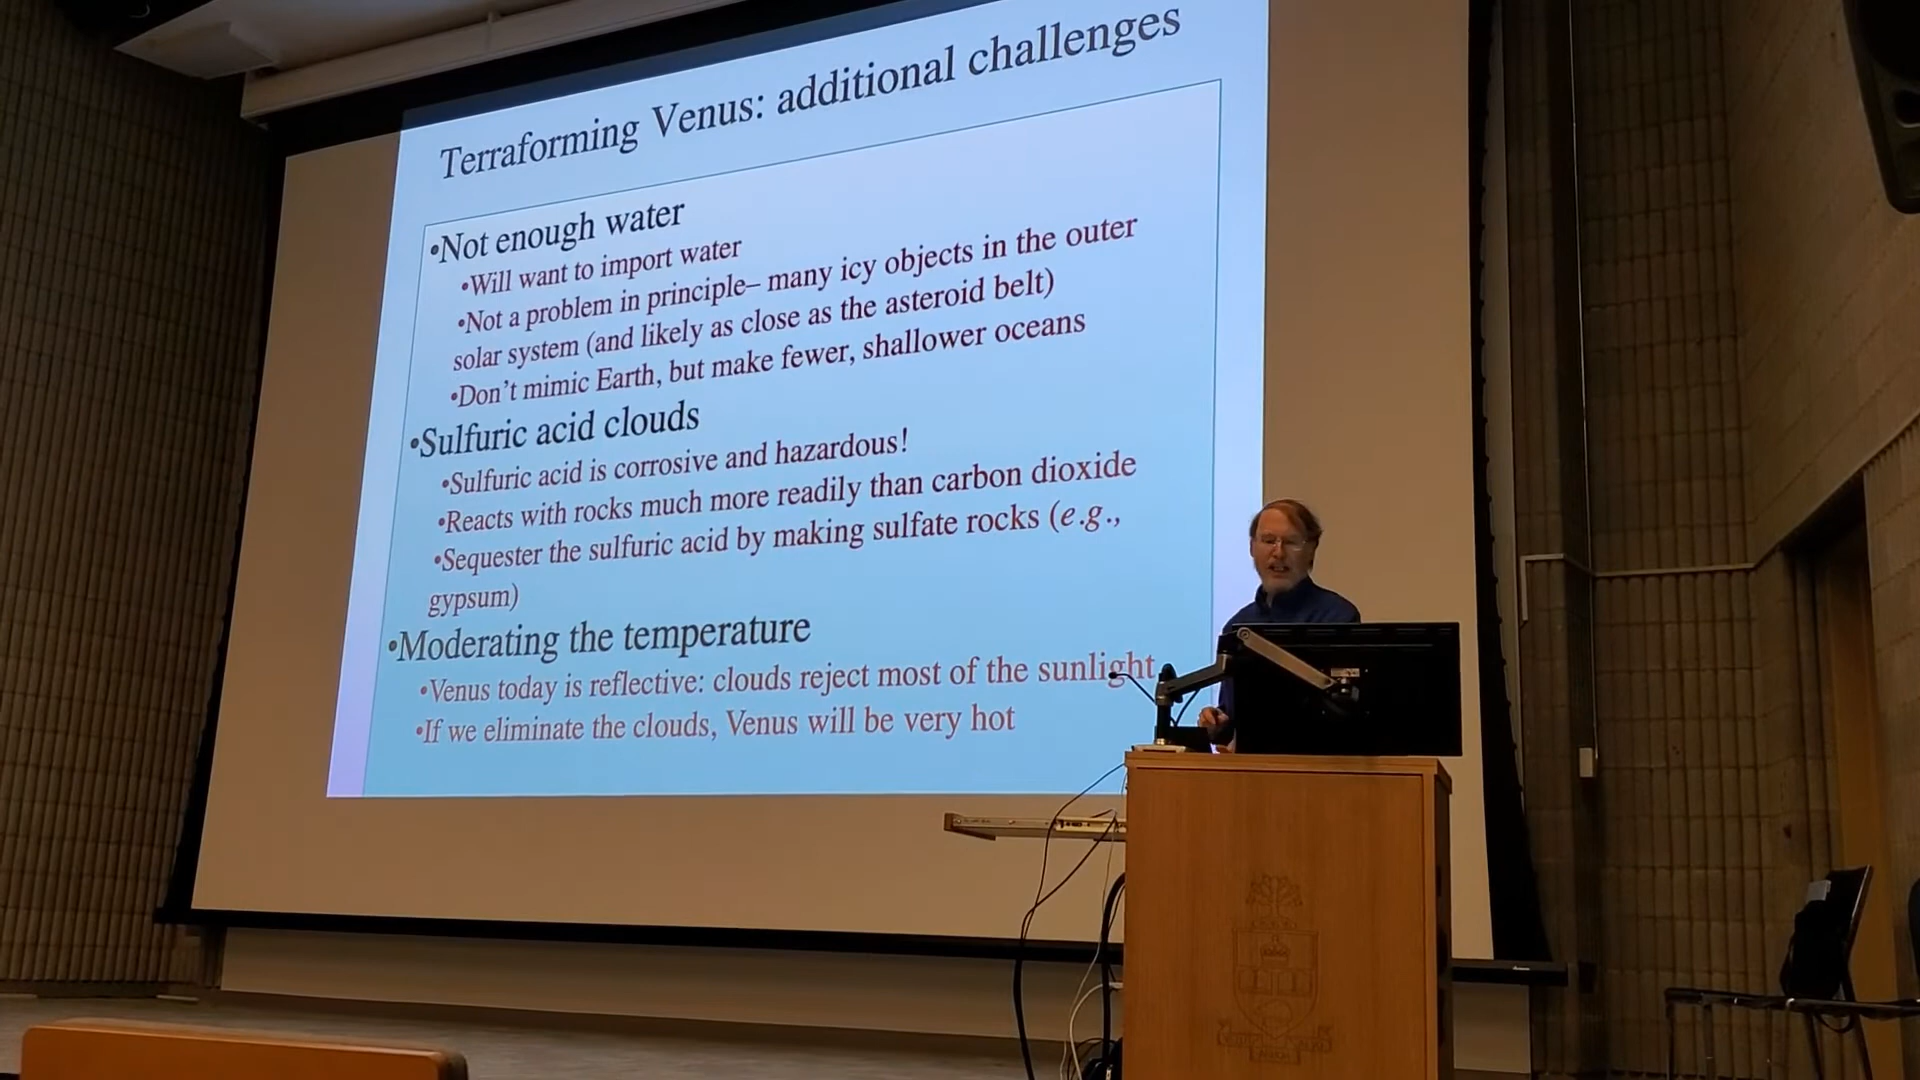 Terraforming Venus: additional challenges
•Not enough water
•Will want to import water
•Not a problem in principle– many icy objects in the outer
solar system (and likely as close as the asteroid belt)
•Don't mimic Earth, but make fewer, shallower oceans
•Sulfuric acid clouds
•Sulfuric acid is corrosive and hazardous!
•Reacts with rocks much more readily than carbon dioxide
•Sequester the sulfuric acid by making sulfate rocks (e.g.,
gypsum)
•Moderating the temperature
•Venus today is reflective: clouds reject most of the sunlight
•If we eliminate the clouds, Venus will be very hot